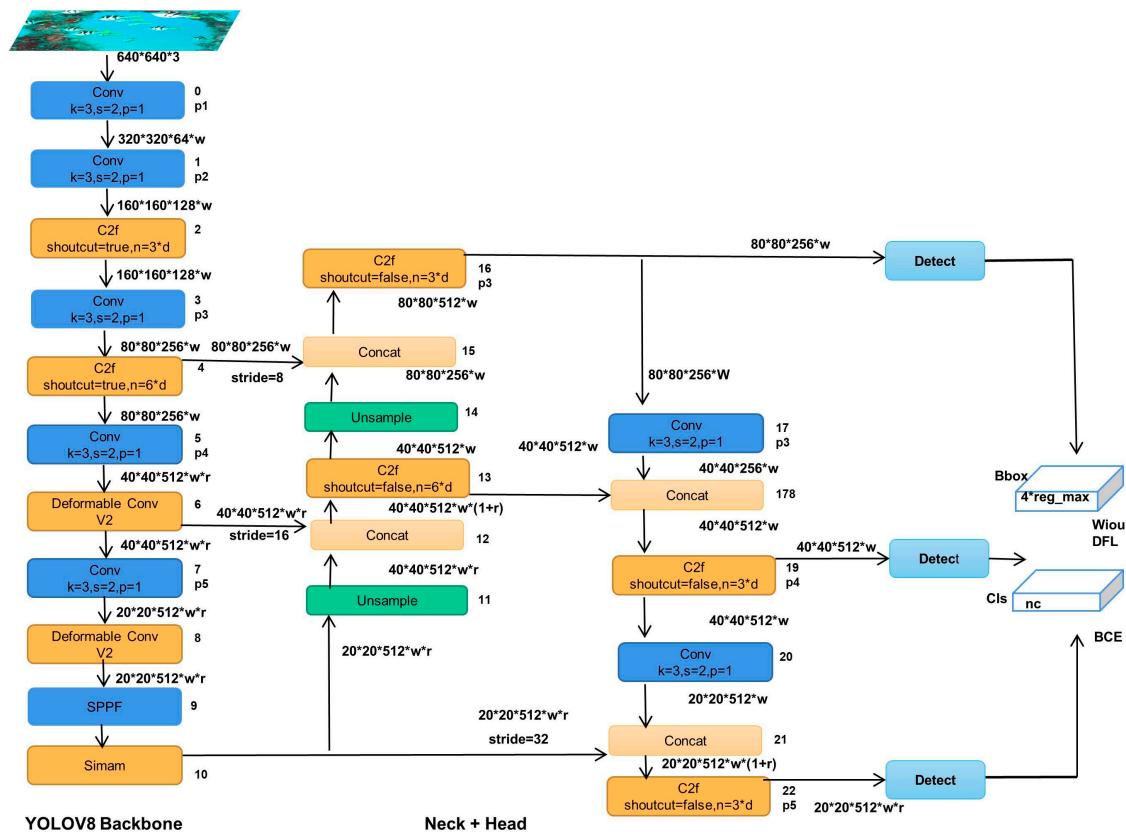 640*640*3
Conv
k=3,s=2,p=1
0
p1
320*320*64*w
Conv
k=3,s=2,p=1
1
p2
160*160*128*w
C2f
shoutcut=true,n=3*d
2
160*160*128*w
Conv
k=3,s=2,p=1
3
p3
80*80*256*w
80*80*256*w
C2f
shoutcut=true,n=6*d
4
stride=8
80*80*256*w
Conv
k=3,s=2,p=1
5
p4
40*40*512*w*r
Deformable Conv
V2
6
40*40*512*w*r
stride=16
40*40*512*w*r
Conv
k=3,s=2,p=1
7
p5
20*20*512*w*r
Deformable Conv
V2
8
20*20*512*w*r
SPPF
9
Simam
10
YOLOV8 Backbone
C2f
shoutcut=false,n=3*d
16
p3
80*80*512*w
Concat
15
80*80*256*w
Unsample
14
40*40*512*w
C2f
shoutcut=false,n=6*d
13
40*40*512*w*(1+r)
Concat
12
40*40*512*w*r
Unsample
11
20*20*512*w*r
20*20*512*w*r
stride=32
Neck + Head
80*80*256*w
Detect
80*80*256*W
Conv
k=3,s=2,p=1
17
p3
40*40*512*w
40*40*256*w
Concat
178
40*40*512*w
C2f
shoutcut=false,n=3*d
19
p4
40*40*512*w
Detect
40*40*512*w
Conv
k=3,s=2,p=1
20
20*20*512*w
Concat
21
20*20*512*w*(1+r)
C2f
shoutcut=false,n=3*d
22
p5
20*20*512*w*r
Detect
Bbox
4*reg_max
Wiou
DFL
Cls
nc
BCE